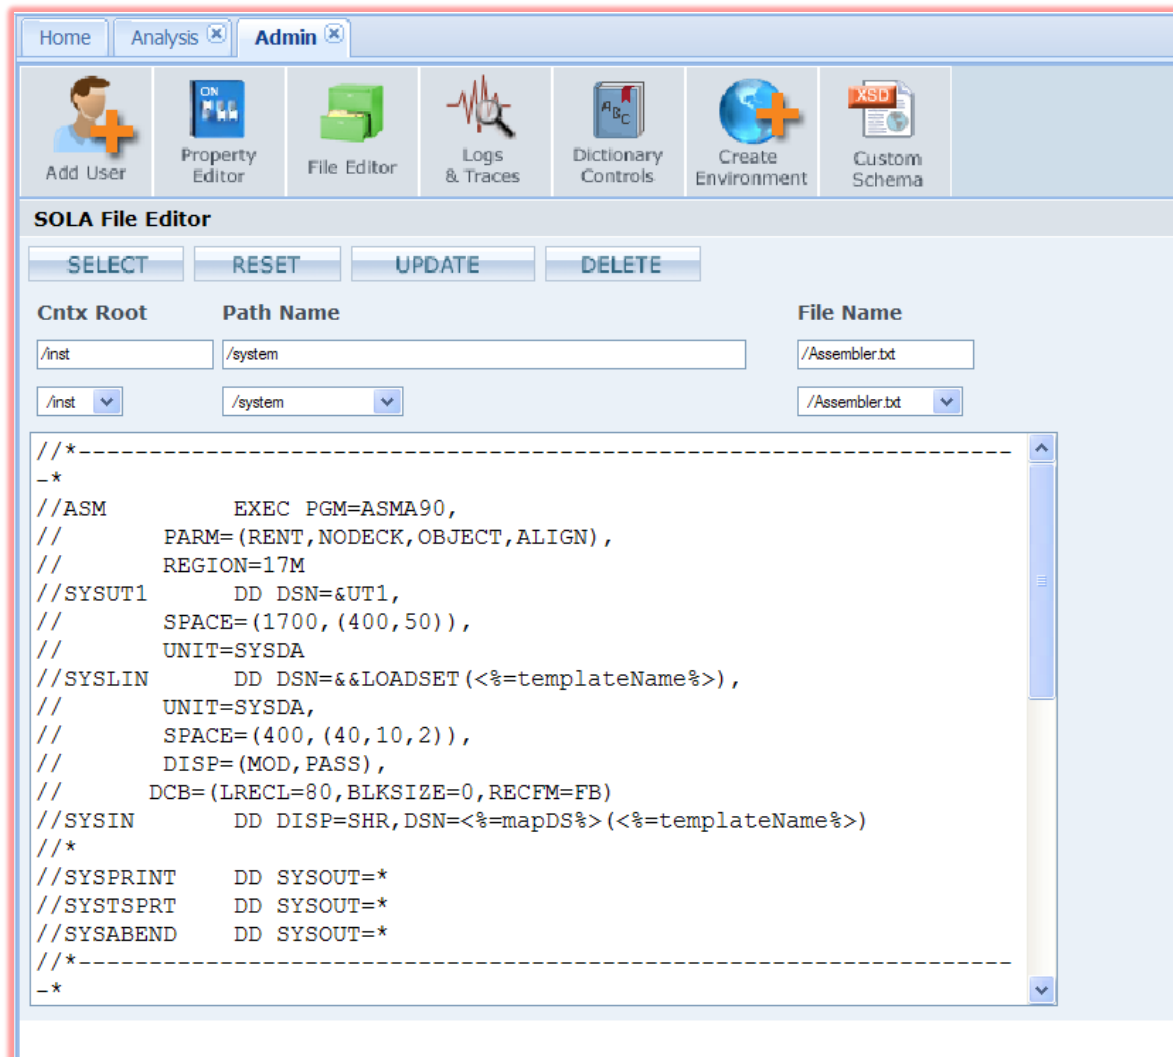 Home Analysis Admin
ON
ABC
XSD
Add User Property Editor File Editor Logs & Traces Dictionary Controls Create Environment Custom Schema
SOLA File Editor
SELECT RESET UPDATE DELETE
Cntx Root Path Name File Name
/inst /system /Assembler.txt
/inst /system /Assembler.txt
//*------------------------------------------------------------------
-*
//ASM         EXEC PGM=ASMA90,
//       PARM=(RENT,NODECK,OBJECT,ALIGN),
//       REGION=17M
//SYSUT1      DD DSN=&UT1,
//       SPACE=(1700,(400,50)),
//       UNIT=SYSDA
//SYSLIN      DD DSN=&&LOADSET(<%=templateName%>),
//       UNIT=SYSDA,
//       SPACE=(400,(40,10,2)),
//       DISP=(MOD,PASS),
//      DCB=(LRECL=80,BLKSIZE=0,RECFM=FB)
//SYSIN       DD DISP=SHR,DSN=<%=mapDS%>(<%=templateName%>)
//*
//SYSPRINT    DD SYSOUT=*
//SYSTSPRT    DD SYSOUT=*
//SYSABEND    DD SYSOUT=*
//*------------------------------------------------------------------
-*